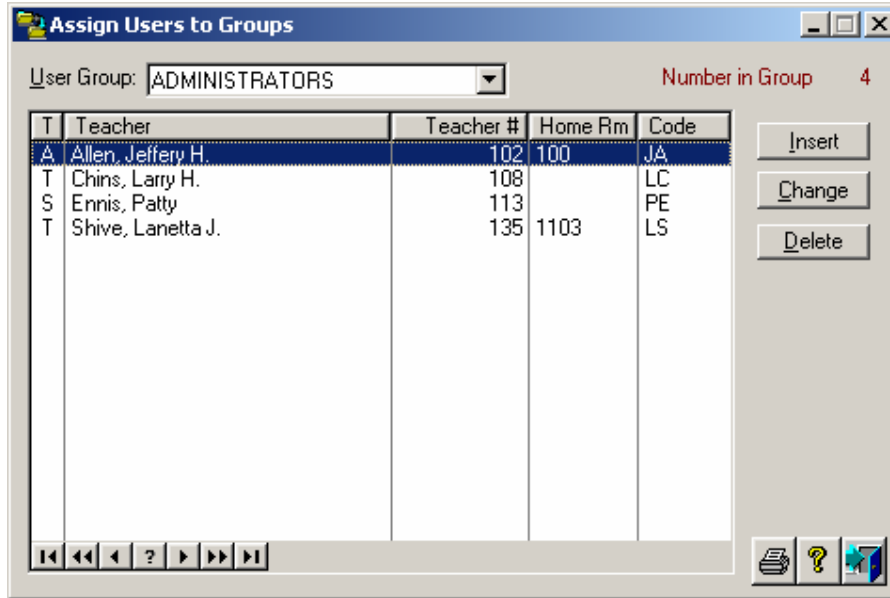 Assign Users to Groups
User Group: ADMINISTRATORS Number in Group 4
T Teacher Teacher # Home Rm Code
A Allen, Jeffery H. 102 100 JA
T Chins, Larry H. 108 LC
S Ennis, Patty 113 PE
T Shive, Lanetta J. 135 1103 LS
Insert
Change
Delete
?
?